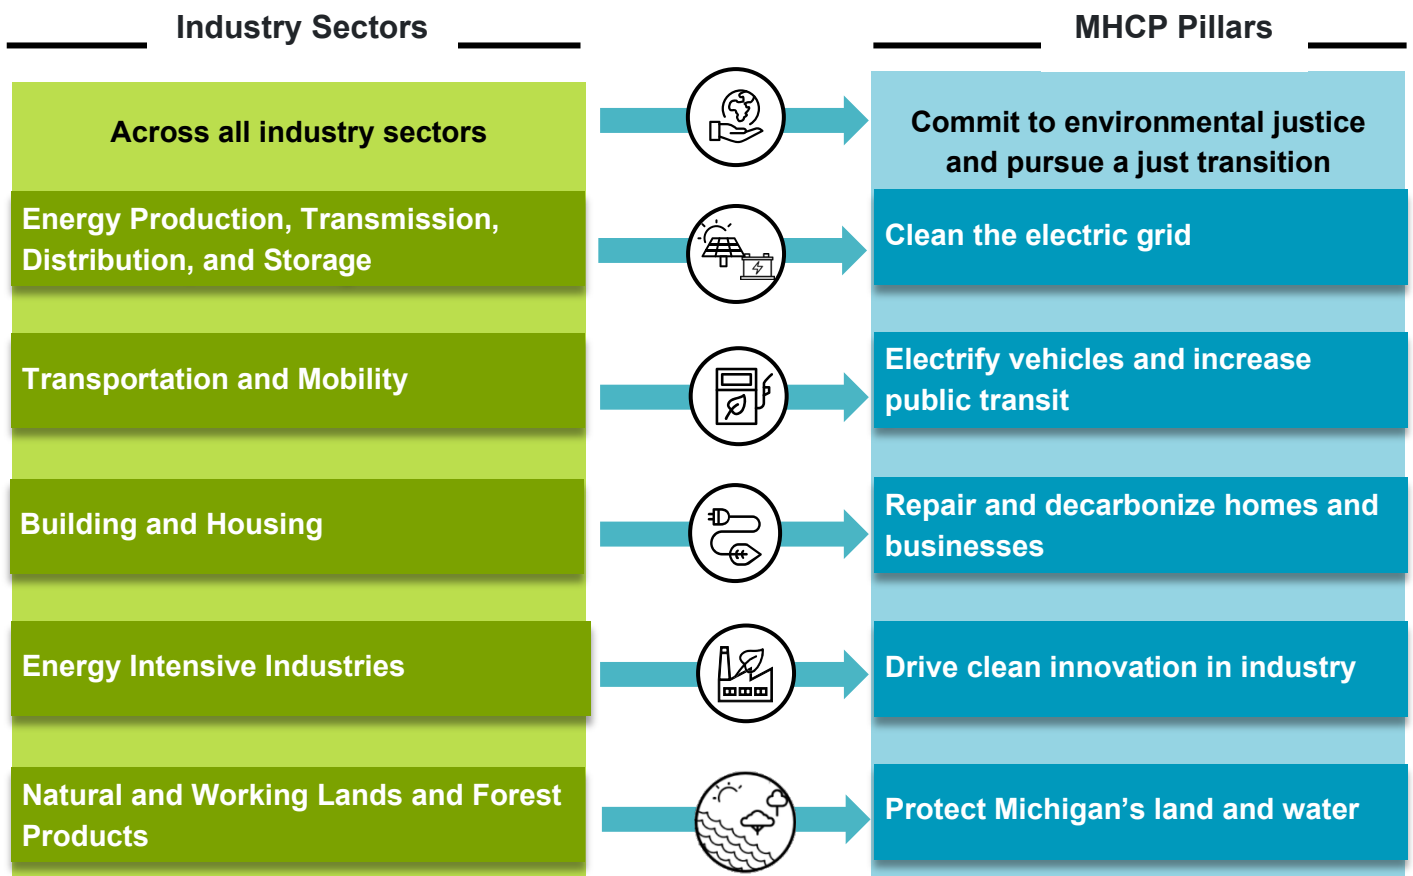 Industry Sectors
MHCP Pillars
Across all industry sectors
Commit to environmental justice
and pursue a just transition
Energy Production, Transmission,
Distribution, and Storage
Clean the electric grid
Transportation and Mobility
Electrify vehicles and increase
public transit
Building and Housing
Repair and decarbonize homes and
businesses
Energy Intensive Industries
Drive clean innovation in industry
Natural and Working Lands and Forest
Products
Protect Michigan’s land and water